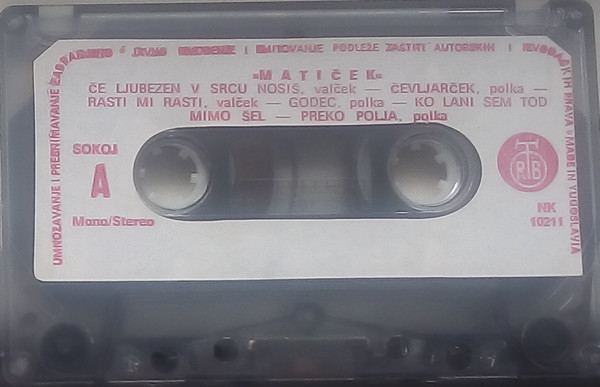 UMNOŽAVANJE I PREBNIMAVANJE ZABRANJENO • JAVNO IZVOĐENJE I EMITOVANJE PODLEŽE ZAŠTITI AUTORSKIH I IZVOĐAČKIH PRAVA • MADE IN YUGOSLAVIA
»MATIČEK«
ČE LJUBEZEN V SRCU NOSIŠ, valček — ČEVLJARČEK, polka —
RASTI MI RASTI, valček — GODEC, polka — KO LANI SEM TOD
MIMO ŠEL — PREKO POLJA, polka
SOKOJ
A
Mono/Stereo
RTB
NK
10211